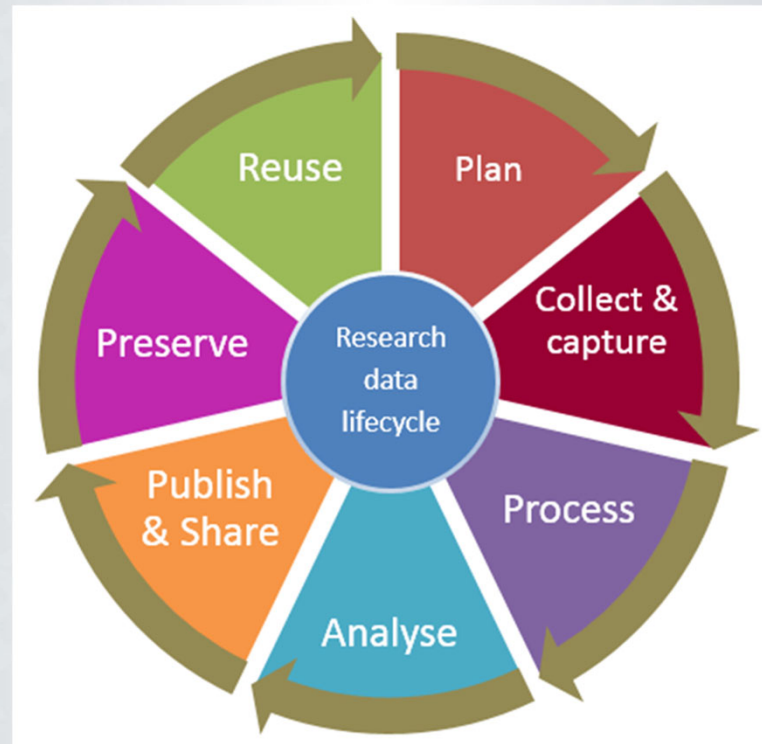 Plan
Collect &
capture
Process
Analyse
Publish
& Share
Preserve
Reuse
Research
data
lifecycle